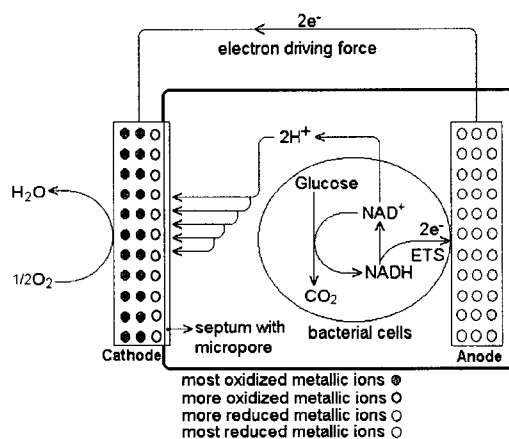 2e⁻
electron driving force
2H⁺
H₂O
Glucose
NAD⁺
2e⁻
ETS
NADH
1/2O₂
CO₂
septum with
micropore
bacterial cells
Cathode
Anode
most oxidized metallic ions
more oxidized metallic ions
more reduced metallic ions
most reduced metallic ions